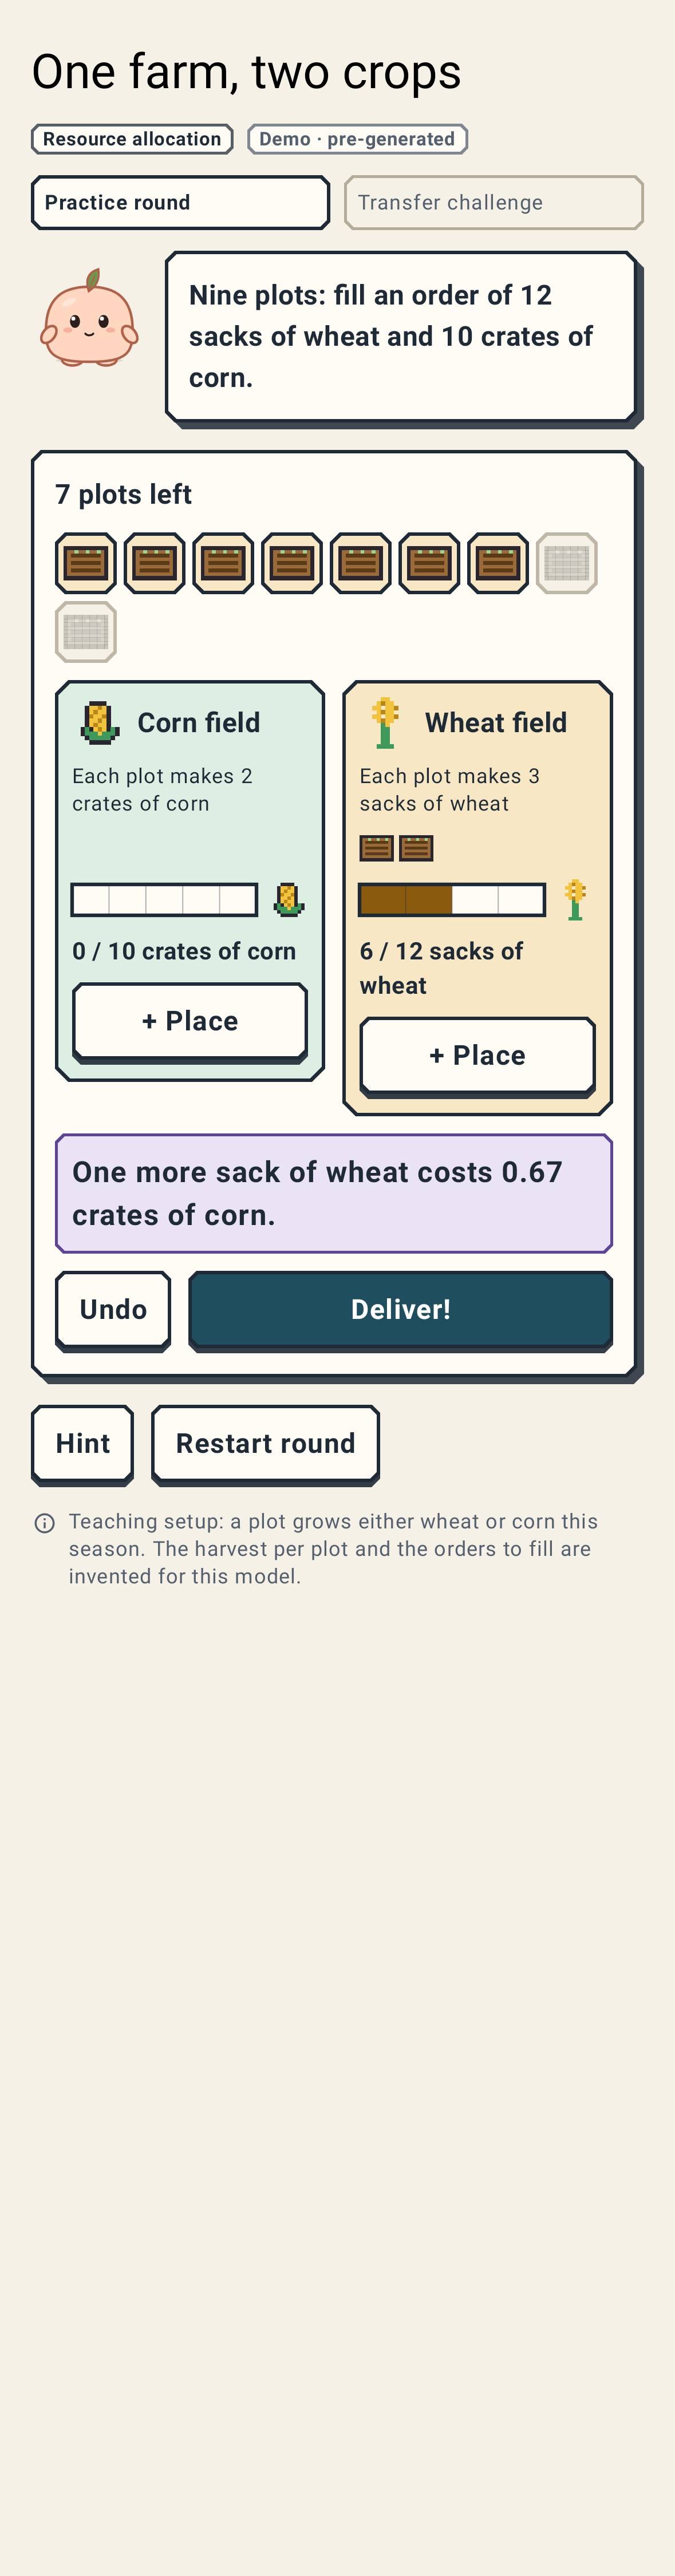 One farm, two crops
Resource allocation
Demo · pre-generated
Practice round
Transfer challenge
Nine plots: fill an order of 12
sacks of wheat and 10 crates of
corn.
7 plots left
Corn field
Each plot makes 2
crates of corn
0 / 10 crates of corn
+ Place
Wheat field
Each plot makes 3
sacks of wheat
6 / 12 sacks of
wheat
+ Place
One more sack of wheat costs 0.67
crates of corn.
Undo
Deliver!
Hint
Restart round
Teaching setup: a plot grows either wheat or corn this
season. The harvest per plot and the orders to fill are
invented for this model.